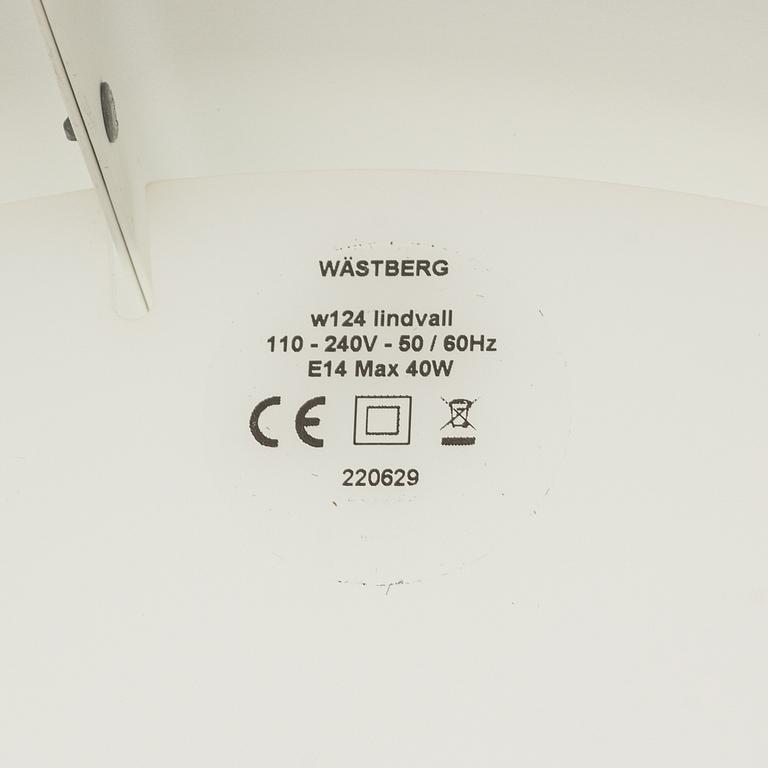 WÄSTBERG
w124 lindvall
110 - 240V - 50 / 60Hz
E14 Max 40W
CE
220629